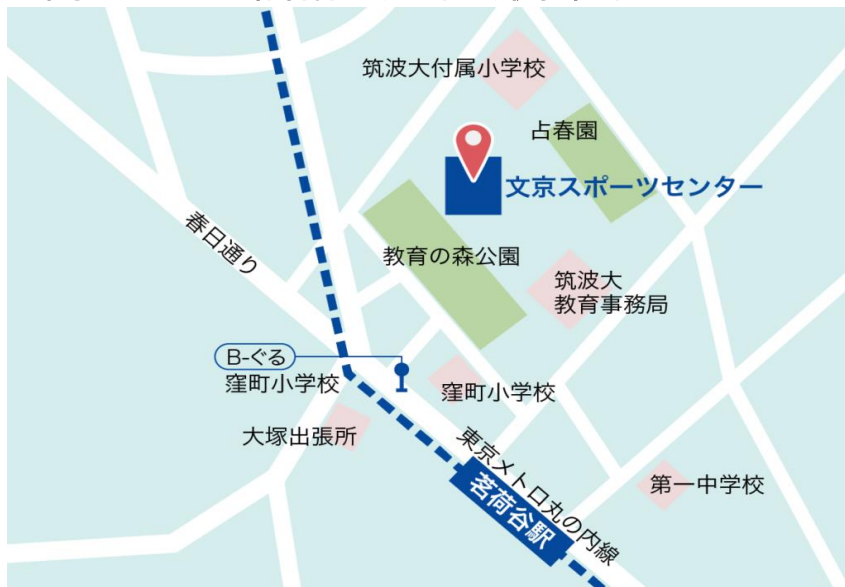 筑波大付属小学校
占春園
文京スポーツセンター
春日通り
教育の森公園
筑波大
教育事務局
B-ぐる
窪町小学校
窪町小学校
大塚出張所
東京メトロ丸の内線
茗荷谷駅
第一中学校